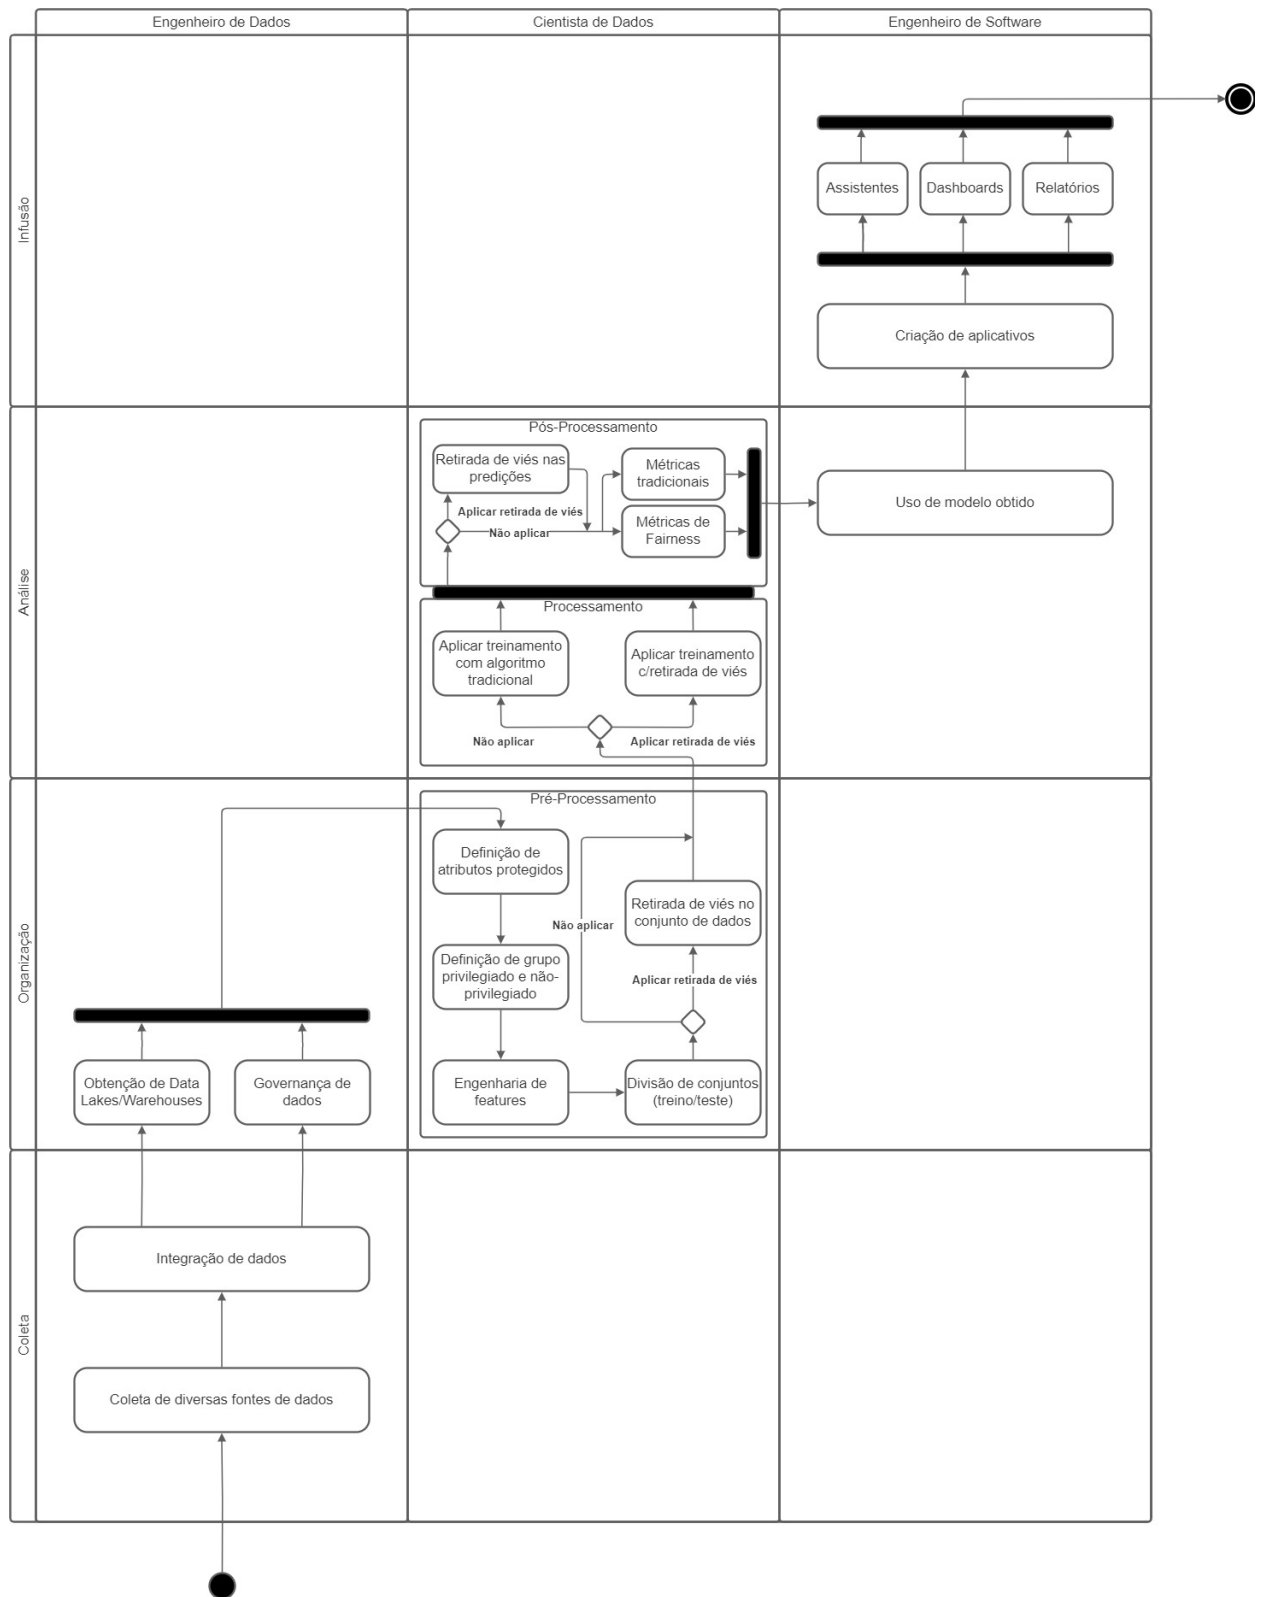 Engenheiro de Dados
Cientista de Dados
Engenheiro de Software
Infusão
Assistentes
Dashboards
Relatórios
Criação de aplicativos
Análise
Pós-Processamento
Retirada de viés nas
predições
Métricas
tradicionais
Aplicar retirada de viés
Não aplicar
Métricas de
Fairness
Uso de modelo obtido
Processamento
Aplicar treinamento
com algoritmo
tradicional
Aplicar treinamento
c/retirada de viés
Não aplicar
Aplicar retirada de viés
Organização
Pré-Processamento
Definição de
atributos protegidos
Retirada de viés no
conjunto de dados
Não aplicar
Definição de grupo
privilegiado e não-
privilegiado
Aplicar retirada de viés
Obtenção de Data
Lakes/Warehouses
Governança de
dados
Engenharia de
features
Divisão de conjuntos
(treino/teste)
Coleta
Integração de dados
Coleta de diversas fontes de dados